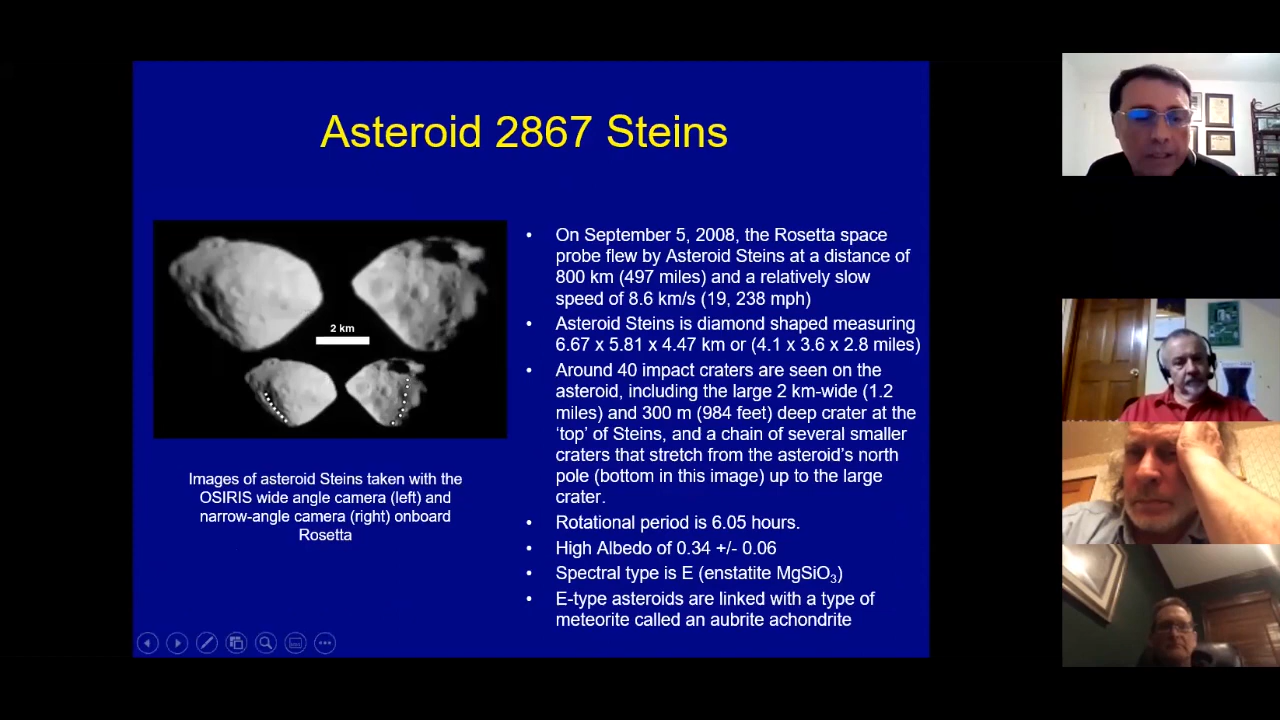 Asteroid 2867 Steins
2 km
Images of asteroid Steins taken with the
OSIRIS wide angle camera (left) and
narrow-angle camera (right) onboard
Rosetta
• On September 5, 2008, the Rosetta space
probe flew by Asteroid Steins at a distance of
800 km (497 miles) and a relatively slow
speed of 8.6 km/s (19, 238 mph)
• Asteroid Steins is diamond shaped measuring
6.67 x 5.81 x 4.47 km or (4.1 x 3.6 x 2.8 miles)
• Around 40 impact craters are seen on the
asteroid, including the large 2 km-wide (1.2
miles) and 300 m (984 feet) deep crater at the
‘top’ of Steins, and a chain of several smaller
craters that stretch from the asteroid’s north
pole (bottom in this image) up to the large
crater.
• Rotational period is 6.05 hours.
• High Albedo of 0.34 +/- 0.06
• Spectral type is E (enstatite MgSiO₃)
• E-type asteroids are linked with a type of
meteorite called an aubrite achondrite